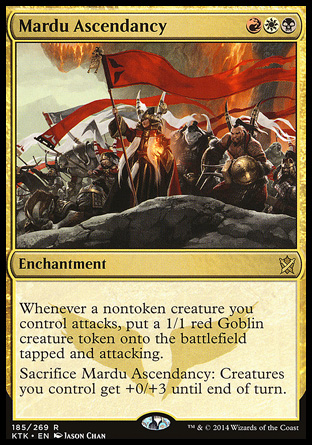 Mardu Ascendancy
Enchantment
Whenever a nontoken creature you
control attacks, put a 1/1 red Goblin
creature token onto the battlefield
tapped and attacking.
Sacrifice Mardu Ascendancy: Creatures
you control get +0/+3 until end of turn.
185/269 R
KTK • EN Jason Chan
™ & © 2014 Wizards of the Coast